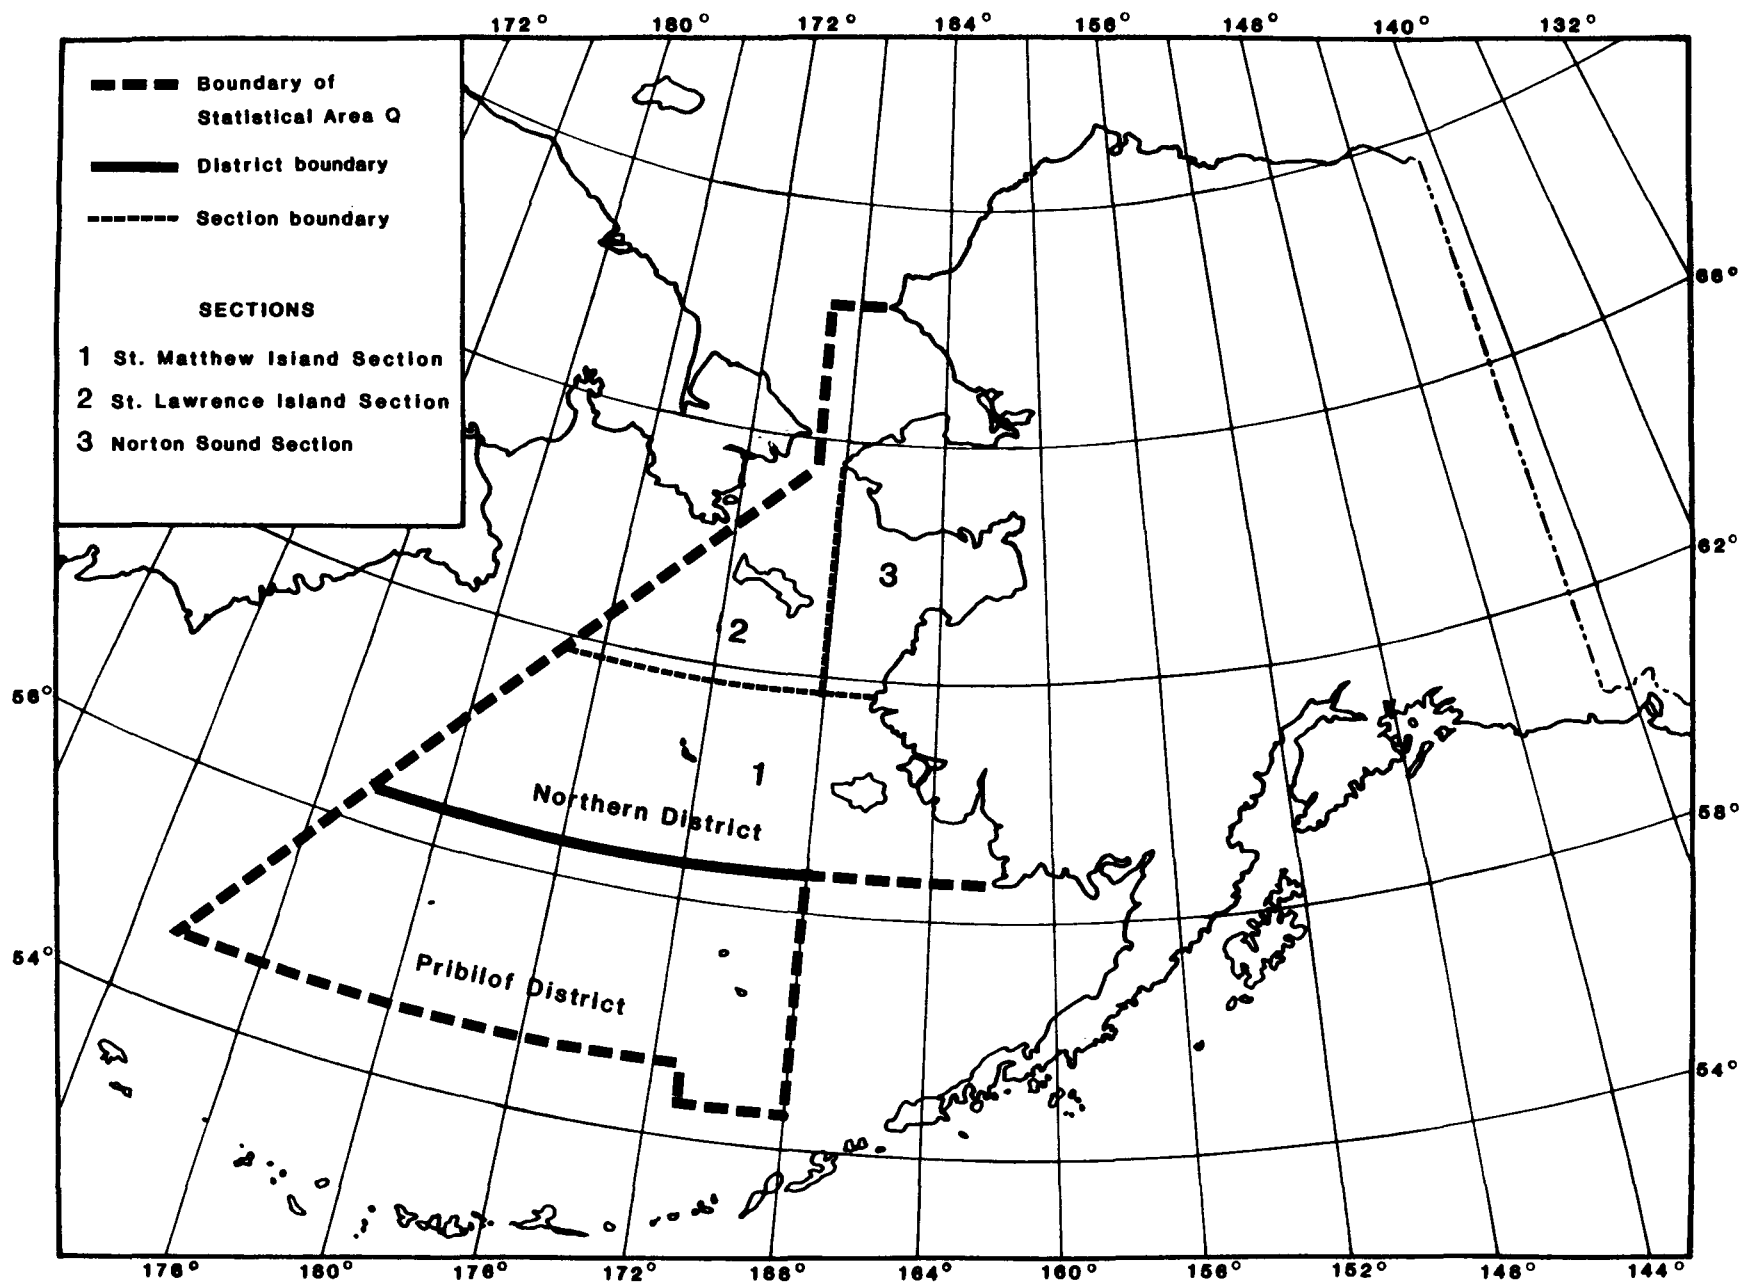 172° 180° 172° 164° 156° 148° 140° 132°
Boundary of
Statistical Area Q
District boundary
Section boundary
SECTIONS
1 St. Matthew Island Section
2 St. Lawrence Island Section
3 Norton Sound Section
66°
62°
3
2
56°
1
Northern District
58°
Pribilof District
54°
54°
176° 180° 176° 172° 168° 164° 160° 156° 152° 148° 144°